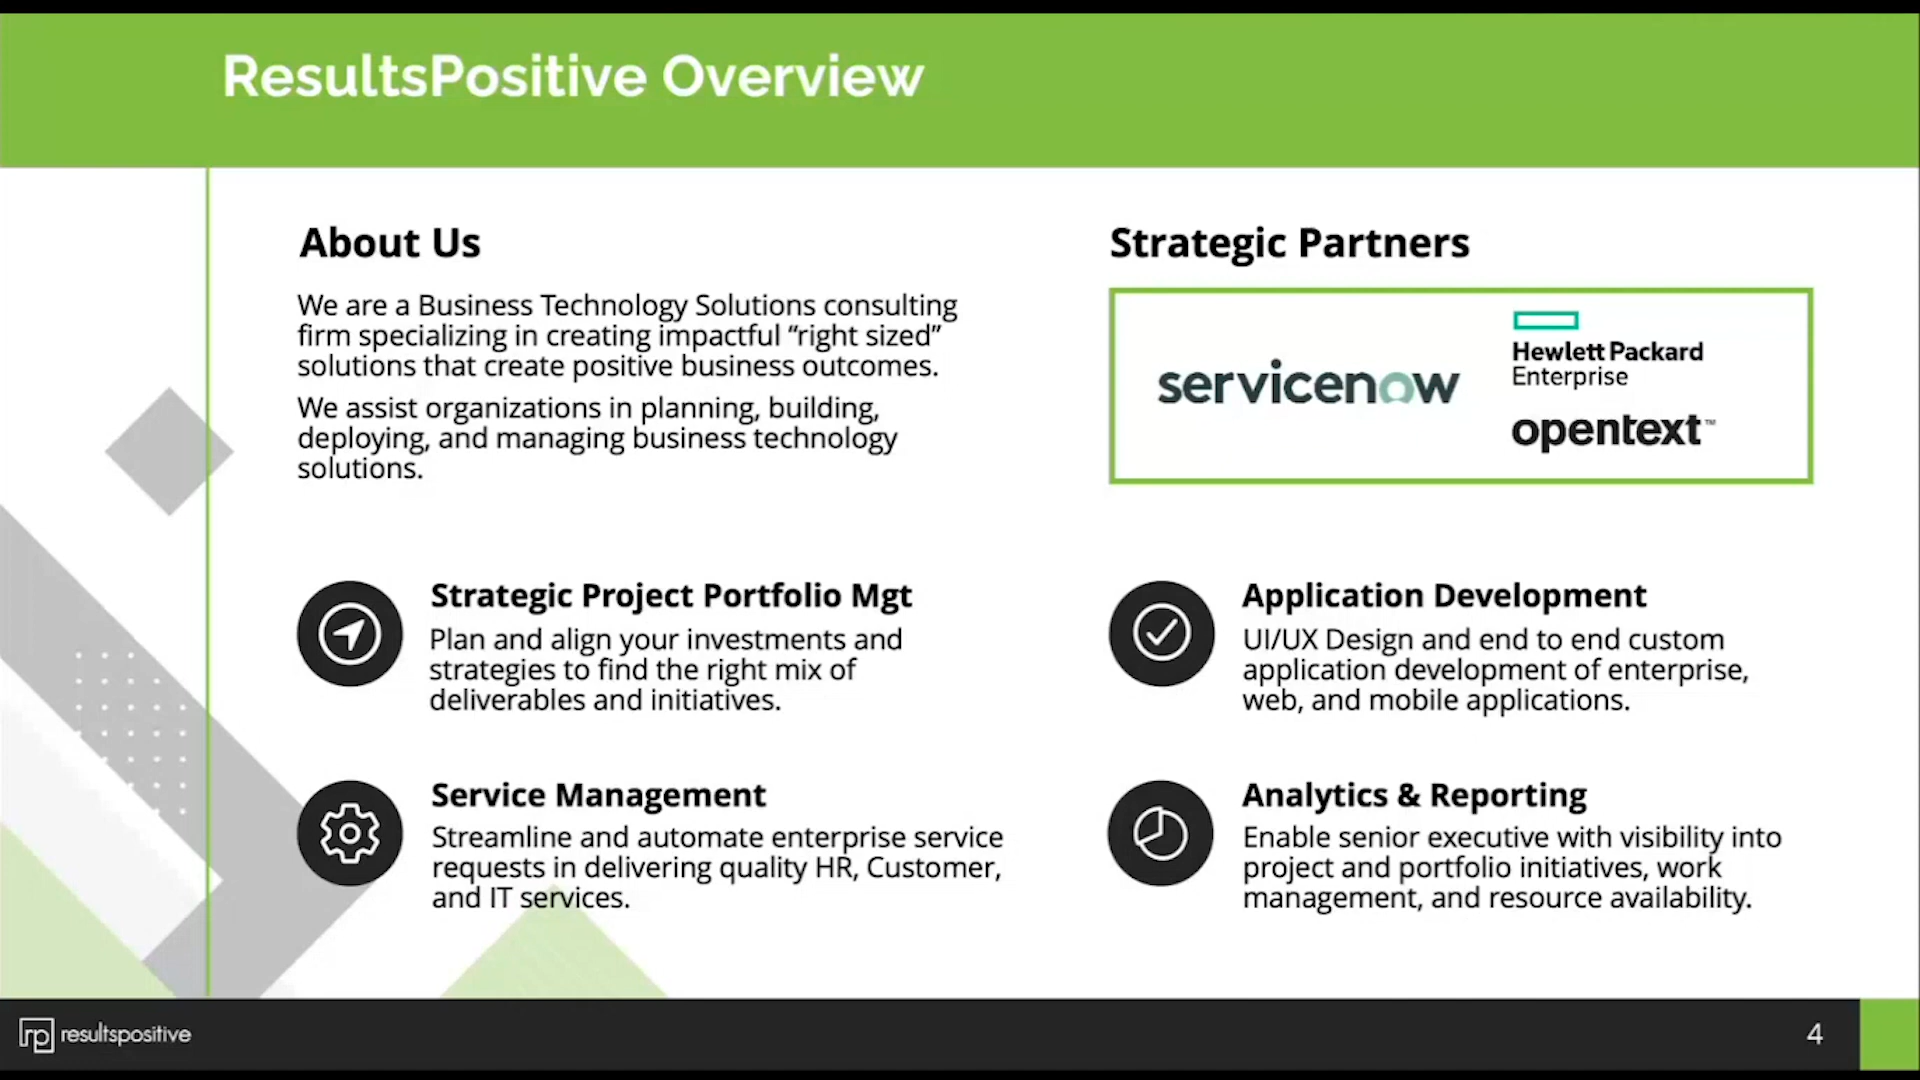 ResultsPositive Overview
About Us
We are a Business Technology Solutions consulting
firm specializing in creating impactful “right sized”
solutions that create positive business outcomes.
We assist organizations in planning, building,
deploying, and managing business technology
solutions.
Strategic Partners
servicenow
Hewlett Packard
Enterprise
opentext™
Strategic Project Portfolio Mgt
Plan and align your investments and
strategies to find the right mix of
deliverables and initiatives.
Application Development
UI/UX Design and end to end custom
application development of enterprise,
web, and mobile applications.
Service Management
Streamline and automate enterprise service
requests in delivering quality HR, Customer,
and IT services.
Analytics & Reporting
Enable senior executive with visibility into
project and portfolio initiatives, work
management, and resource availability.
rp resultspositive
4